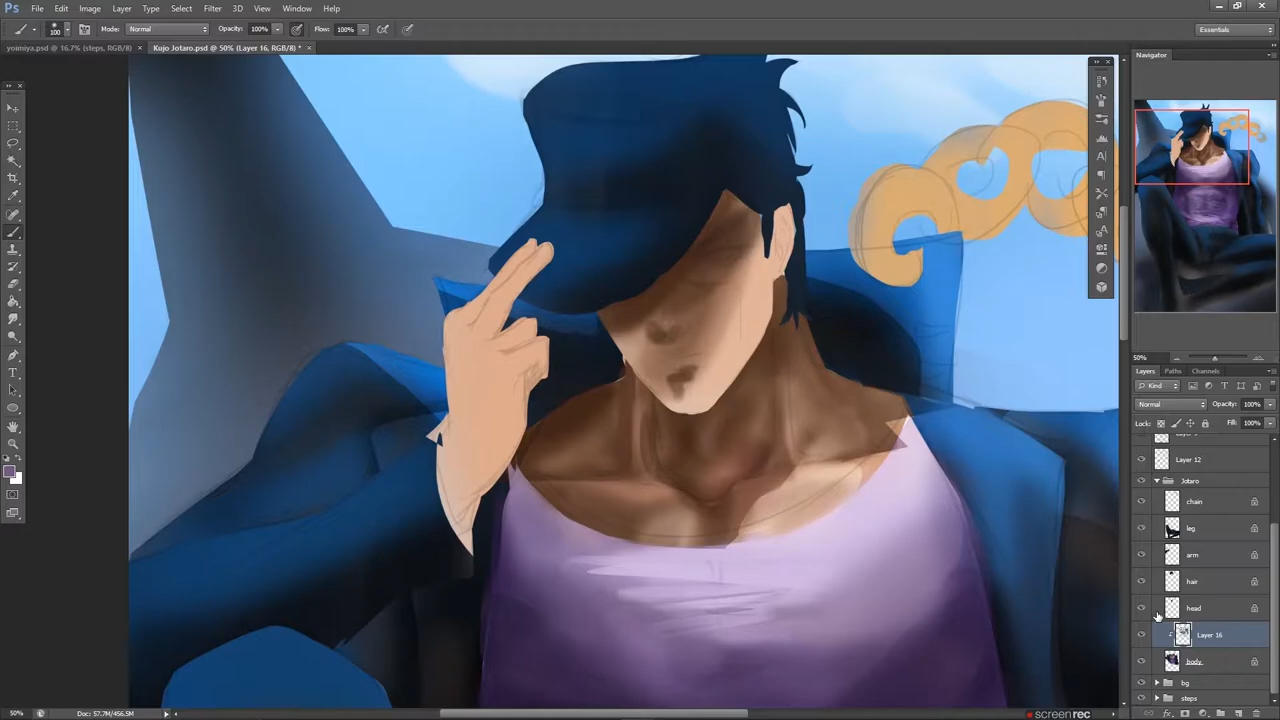 Ps File Edit Image Layer Type Select Filter 3D View Window Help
100 Mode: Normal Opacity: 100% Flow: 100% Essentials
yoimiya.psd @ 16.7% (steps, RGB/8) × Kujo Jotaro.psd @ 50% (Layer 16, RGB/8) * ×
Navigator
50%
Layers Paths Channels
Kind
Normal Opacity: 100%
Lock: Fill: 100%
Layer 12
Jotaro
chain
leg
arm
hair
head
Layer 16
body
bg
steps
50% Doc: 57.7M/456.5M
screenrec